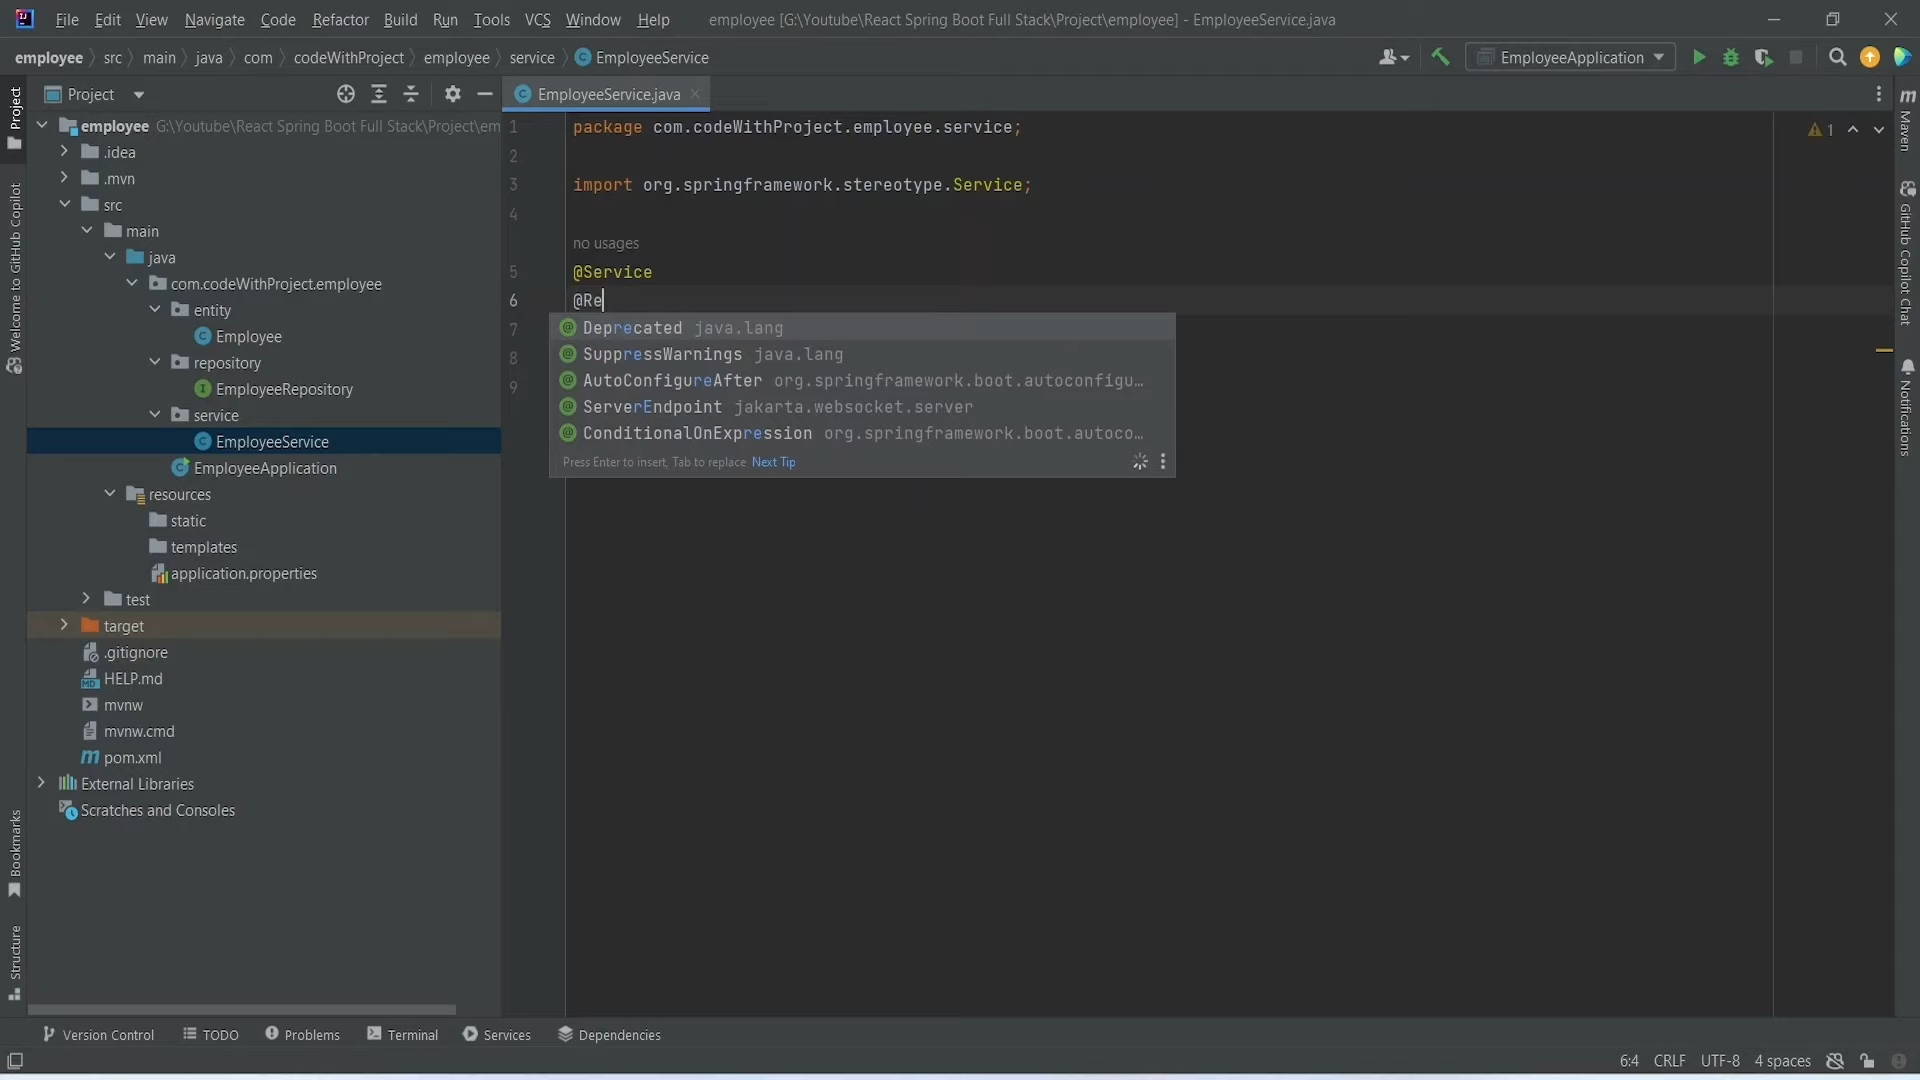 File Edit View Navigate Code Refactor Build Run Tools VCS Window Help employee [G:\Youtube\React Spring Boot Full Stack\Project\employee] - EmployeeService.java
employee src main java com codeWithProject employee service EmployeeService EmployeeApplication
Project
EmployeeService.java
employee G:\Youtube\React Spring Boot Full Stack\Project\em
.idea
.mvn
src
main
java
com.codeWithProject.employee
entity
Employee
repository
EmployeeRepository
service
EmployeeService
EmployeeApplication
resources
static
templates
application.properties
test
target
.gitignore
HELP.md
mvnw
mvnw.cmd
pom.xml
External Libraries
Scratches and Consoles
1 package com.codeWithProject.employee.service;
2
3 import org.springframework.stereotype.Service;
4
no usages
5 @Service
6 @Re
7
8
9
Deprecated java.lang
SuppressWarnings java.lang
AutoConfigureAfter org.springframework.boot.autoconfigu…
ServerEndpoint jakarta.websocket.server
ConditionalOnExpression org.springframework.boot.autoco…
Press Enter to insert, Tab to replace Next Tip
1
Project
Welcome to GitHub Copilot
Bookmarks
Structure
m
Maven
GitHub Copilot Chat
Notifications
Version Control TODO Problems Terminal Services Dependencies
6:4 CRLF UTF-8 4 spaces